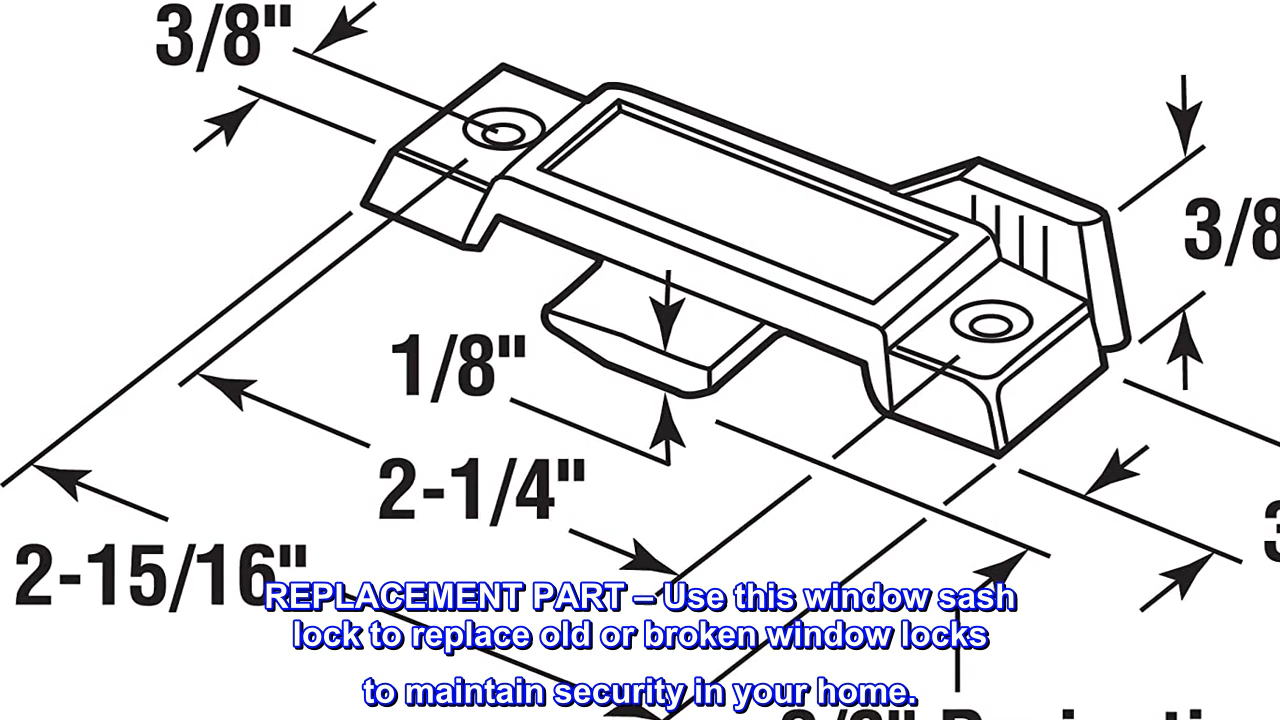 3/8"
3/8
1/8"
2-1/4"
2-15/16"
REPLACEMENT PART – Use this window sash
lock to replace old or broken window locks
to maintain security in your home.